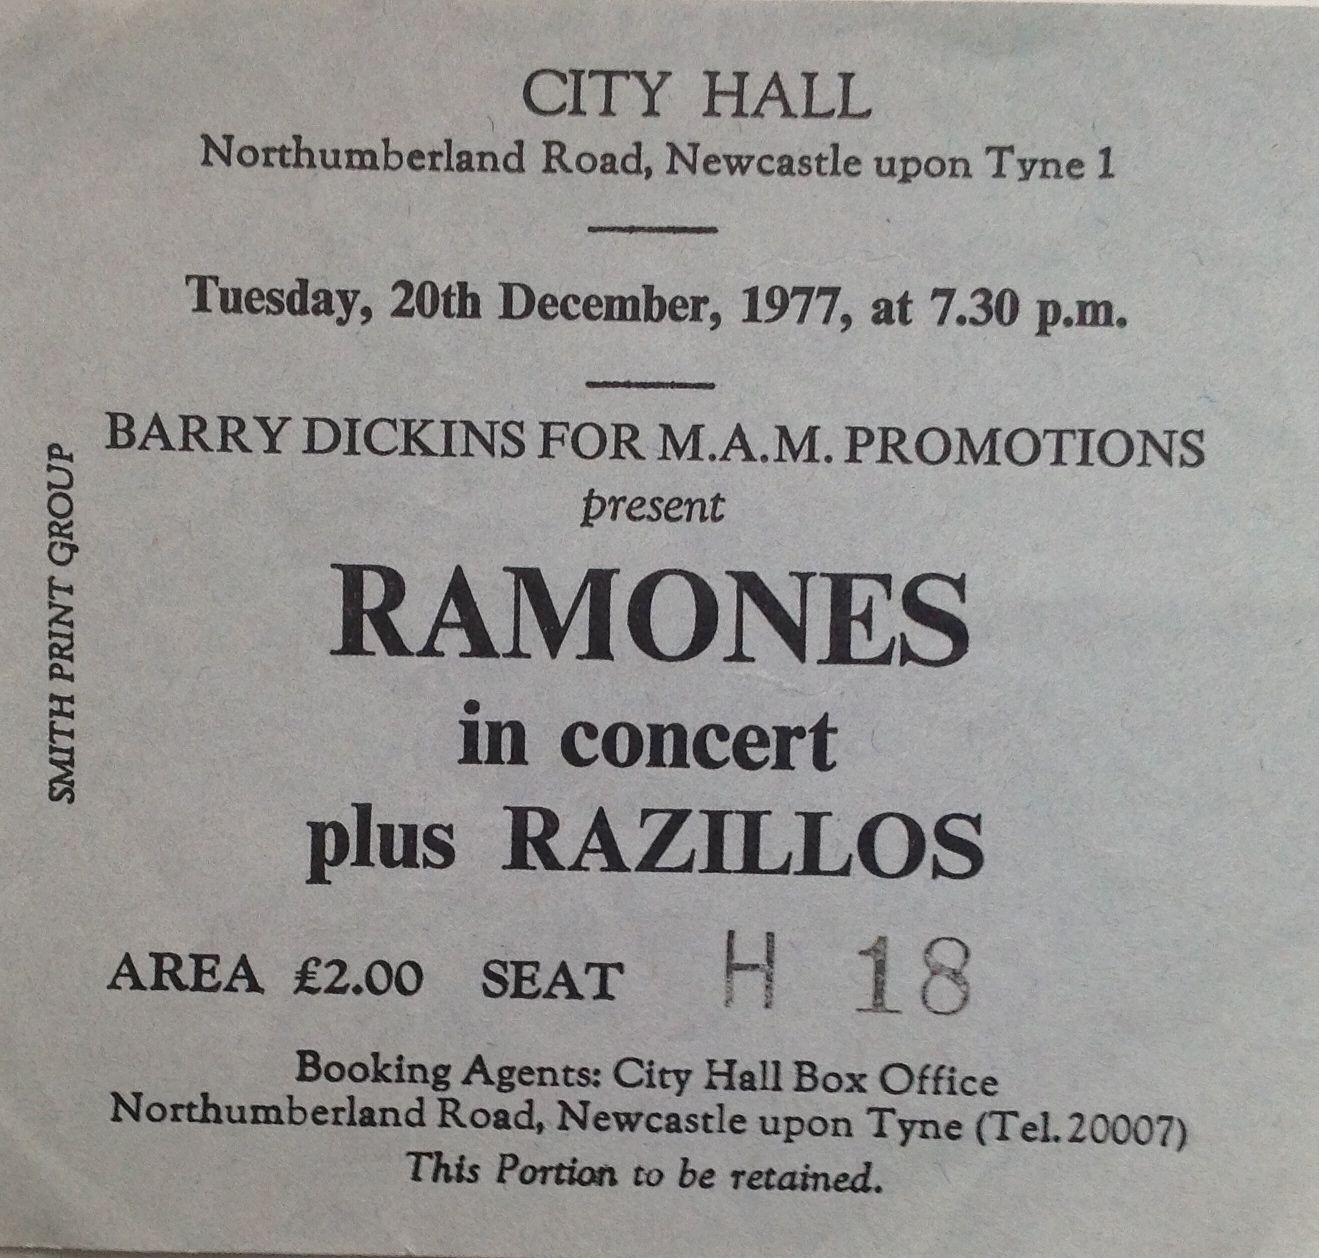 CITY HALL
Northumberland Road, Newcastle upon Tyne 1
Tuesday, 20th December, 1977, at 7.30 p.m.
BARRY DICKINS FOR M.A.M. PROMOTIONS
present
RAMONES
in concert
plus RAZILLOS
AREA £2.00 SEAT H 18
Booking Agents: City Hall Box Office
Northumberland Road, Newcastle upon Tyne (Tel. 20007)
This Portion to be retained.
SMITH PRINT GROUP